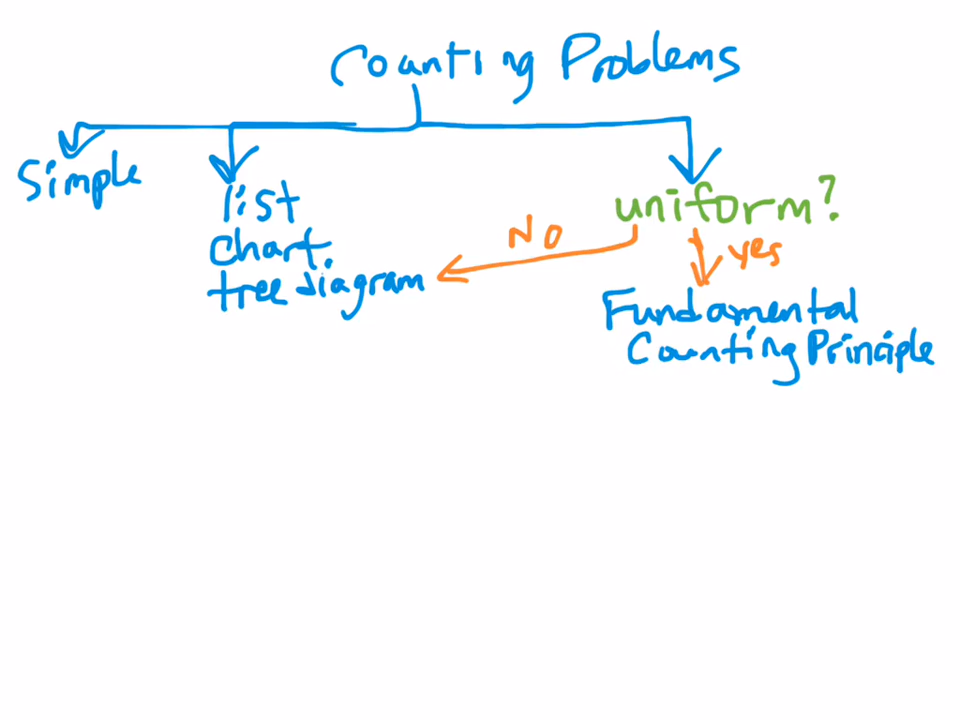 Counting Problems
Simple
list
chart.
tree diagram
uniform?
No
yes
Fundamental
Counting Principle